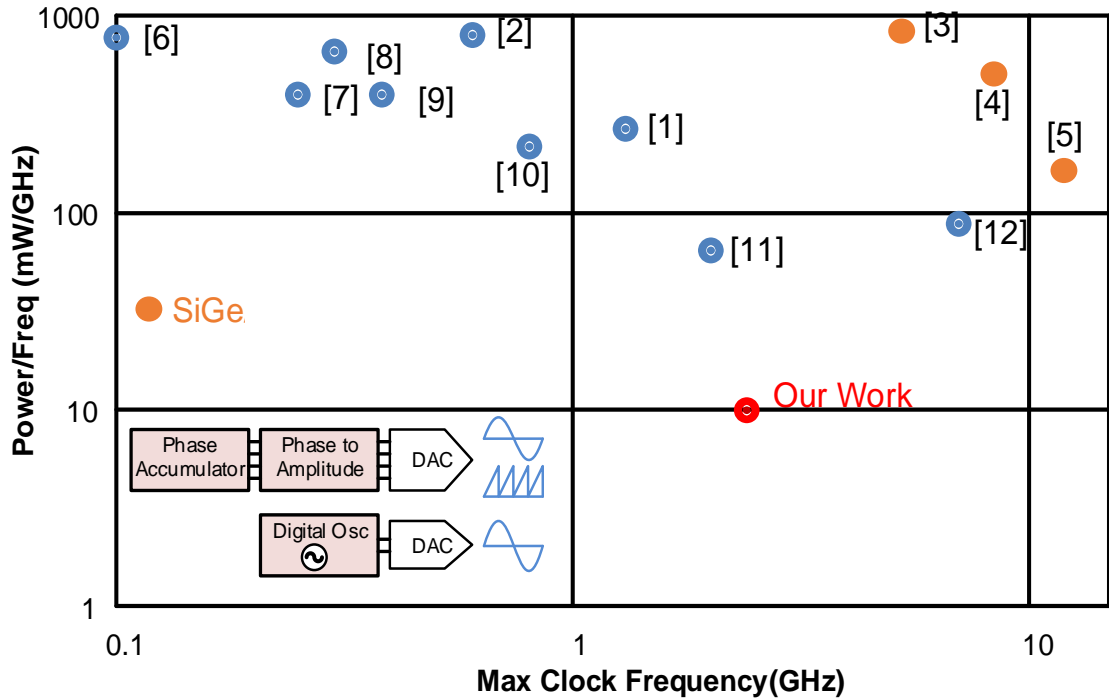 1000
[6]
[8]
[2]
[3]
[7]
[9]
[4]
[1]
[5]
[10]
100
[11]
[12]
SiGe
Our Work
10
Phase
Accumulator
Phase to
Amplitude
DAC
Digital Osc
DAC
1
0.1
1
10
Max Clock Frequency(GHz)
Power/Freq (mW/GHz)